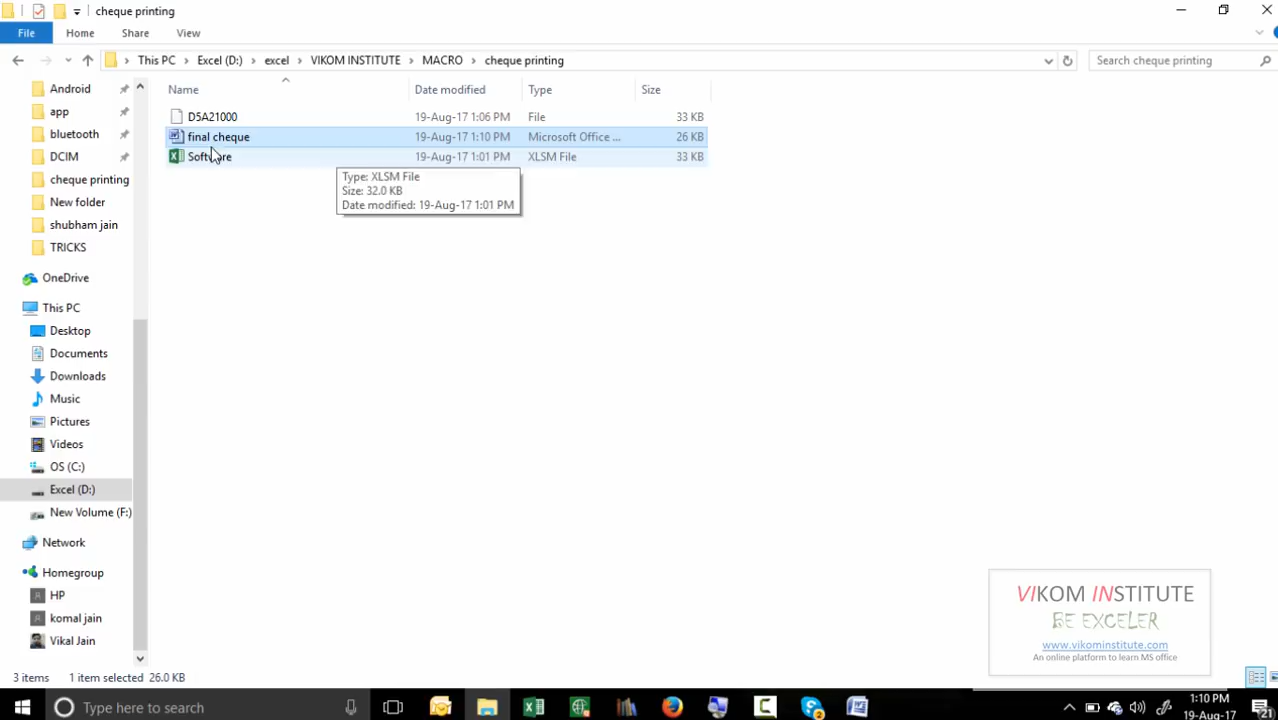 cheque printing
File Home Share View
This PC Excel (D:) excel VIKOM INSTITUTE MACRO cheque printing
Search cheque printing
Name Date modified Type Size
D5A21000 19-Aug-17 1:06 PM File 33 KB
final cheque 19-Aug-17 1:10 PM Microsoft Office ... 26 KB
Software 19-Aug-17 1:01 PM XLSM File 33 KB
Type: XLSM File
Size: 32.0 KB
Date modified: 19-Aug-17 1:01 PM
Android
app
bluetooth
DCIM
cheque printing
New folder
shubham jain
TRICKS
OneDrive
This PC
Desktop
Documents
Downloads
Music
Pictures
Videos
OS (C:)
Excel (D:)
New Volume (F:)
Network
Homegroup
HP
komal jain
Vikal Jain
VIKOM INSTITUTE
BE EXCELER
www.vikominstitute.com
An online platform to learn MS office
3 items 1 item selected 26.0 KB
Type here to search
1:10 PM
19-Aug-17
21